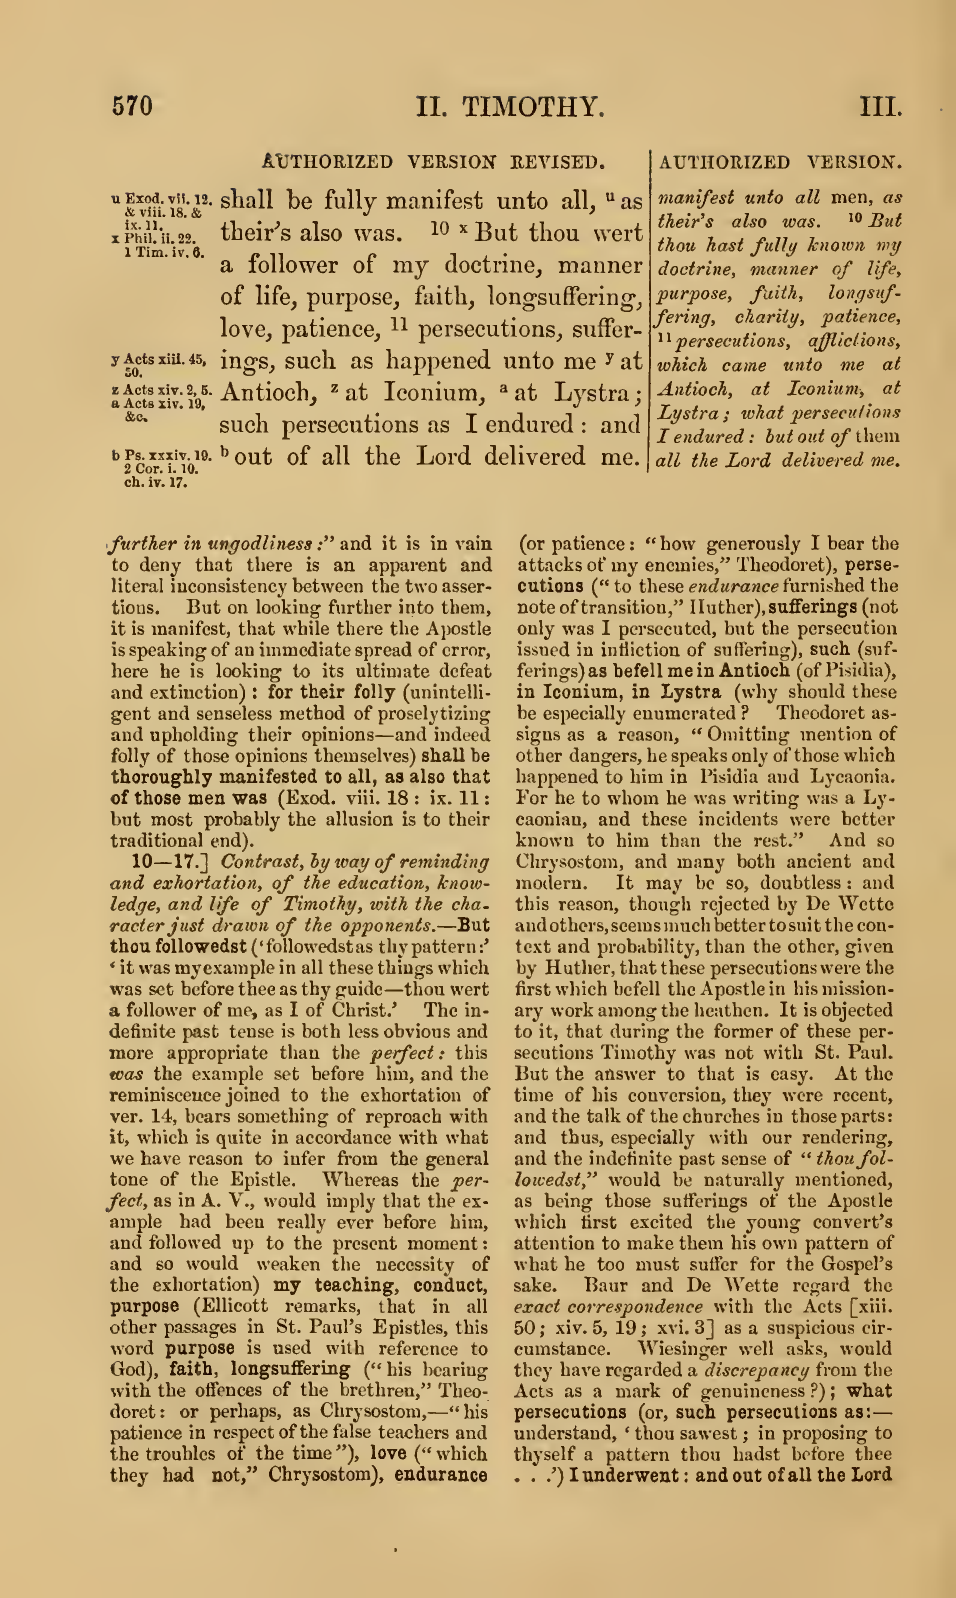 570
II. TIMOTHY.
III.
AUTHORIZED VERSION REVISED.
u Exod. vii. 12.
& viii. 18. &
ix. 11.
x Phil. ii. 22.
1 Tim. iv. 6.
y Acts xiii. 45,
50.
z Acts xiv. 2, 5.
a Acts xiv. 19,
&c.
b Ps. xxxiv. 19.
2 Cor. i. 10.
ch. iv. 17.
shall be fully manifest unto all, u as
their's also was. 10 x But thou wert
a follower of my doctrine, manner
of life, purpose, faith, longsuffering,
love, patience, 11 persecutions, suffer-
ings, such as happened unto me y at
Antioch, z at Iconium, a at Lystra;
such persecutions as I endured : and
b out of all the Lord delivered me.
AUTHORIZED VERSION.
manifest unto all men, as
their's also was. 10 But
thou hast fully known my
doctrine, manner of life,
purpose, faith, longsuf-
fering, charity, patience,
11 persecutions, afflictions,
which came unto me at
Antioch, at Iconium, at
Lystra; what persecutions
I endured: but out of them
all the Lord delivered me.
further in ungodliness:" and it is in vain
to deny that there is an apparent and
literal inconsistency between the two asser-
tions. But on looking further into them,
it is manifest, that while there the Apostle
is speaking of an immediate spread of error,
here he is looking to its ultimate defeat
and extinction) : for their folly (unintelli-
gent and senseless method of proselytizing
and upholding their opinions—and indeed
folly of those opinions themselves) shall be
thoroughly manifested to all, as also that
of those men was (Exod. viii. 18 : ix. 11 :
but most probably the allusion is to their
traditional end).
10—17.] Contrast, by way of reminding
and exhortation, of the education, know-
ledge, and life of Timothy, with the cha-
racter just drawn of the opponents.—But
thou followedst ('followedst as thy pattern:'
'it was my example in all these things which
was set before thee as thy guide—thou wert
a follower of me, as I of Christ.' The in-
definite past tense is both less obvious and
more appropriate than the perfect: this
was the example set before him, and the
reminiscence joined to the exhortation of
ver. 14, bears something of reproach with
it, which is quite in accordance with what
we have reason to infer from the general
tone of the Epistle. Whereas the per-
fect, as in A. V., would imply that the ex-
ample had been really ever before him,
and followed up to the present moment:
and so would weaken the necessity of
the exhortation) my teaching, conduct,
purpose (Ellicott remarks, that in all
other passages in St. Paul's Epistles, this
word purpose is used with reference to
God), faith, longsuffering ("his bearing
with the offences of the brethren," Theo-
doret: or perhaps, as Chrysostom,—"his
patience in respect of the false teachers and
the troubles of the time"), love ("which
they had not," Chrysostom), endurance
(or patience: "how generously I bear the
attacks of my enemies," Theodoret), perse-
cutions ("to these endurance furnished the
note of transition," Huther), sufferings (not
only was I persecuted, but the persecution
issued in infliction of suffering), such (suf-
ferings) as befell me in Antioch (of Pisidia),
in Iconium, in Lystra (why should these
be especially enumerated? Theodoret as-
signs as a reason, "Omitting mention of
other dangers, he speaks only of those which
happened to him in Pisidia and Lycaonia.
For he to whom he was writing was a Ly-
caonian, and these incidents were better
known to him than the rest." And so
Chrysostom, and many both ancient and
modern. It may be so, doubtless: and
this reason, though rejected by De Wette
and others, seems much better to suit the con-
text and probability, than the other, given
by Huther, that these persecutions were the
first which befell the Apostle in his mission-
ary work among the heathen. It is objected
to it, that during the former of these per-
secutions Timothy was not with St. Paul.
But the answer to that is easy. At the
time of his conversion, they were recent,
and the talk of the churches in those parts:
and thus, especially with our rendering,
and the indefinite past sense of "thou fol-
lowedst," would be naturally mentioned,
as being those sufferings of the Apostle
which first excited the young convert's
attention to make them his own pattern of
what he too must suffer for the Gospel's
sake. Baur and De Wette regard the
exact correspondence with the Acts [xiii.
50; xiv. 5, 19; xvi. 3] as a suspicious cir-
cumstance. Wiesinger well asks, would
they have regarded a discrepancy from the
Acts as a mark of genuineness?); what
persecutions (or, such persecutions as:—
understand, 'thou sawest; in proposing to
thyself a pattern thou hadst before thee
. . .') I underwent: and out of all the Lord